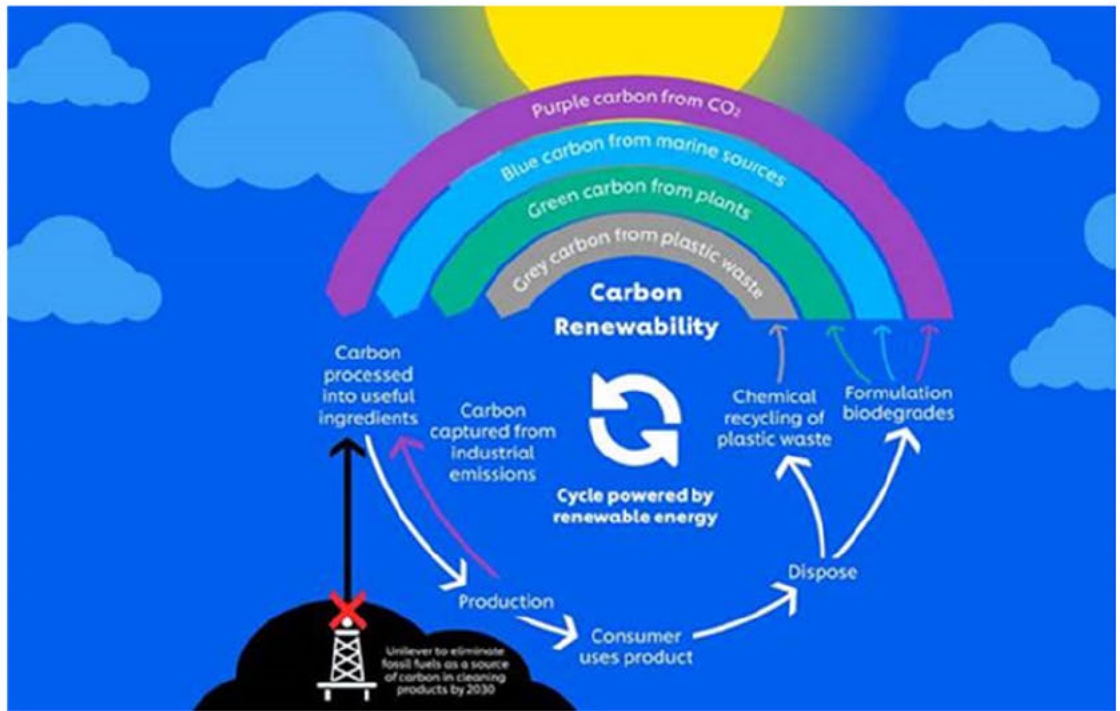 Purple carbon from CO₂
Blue carbon from marine sources
Green carbon from plants
Grey carbon from plastic waste
Carbon
Renewability
Carbon
processed
into useful
ingredients
Carbon
captured from
industrial
emissions
Chemical
recycling of
plastic waste
Formulation
biodegrades
Cycle powered by
renewable energy
Dispose
Production
Consumer
uses product
Unilever to eliminate
fossil fuels as a source
of carbon in cleaning
products by 2030